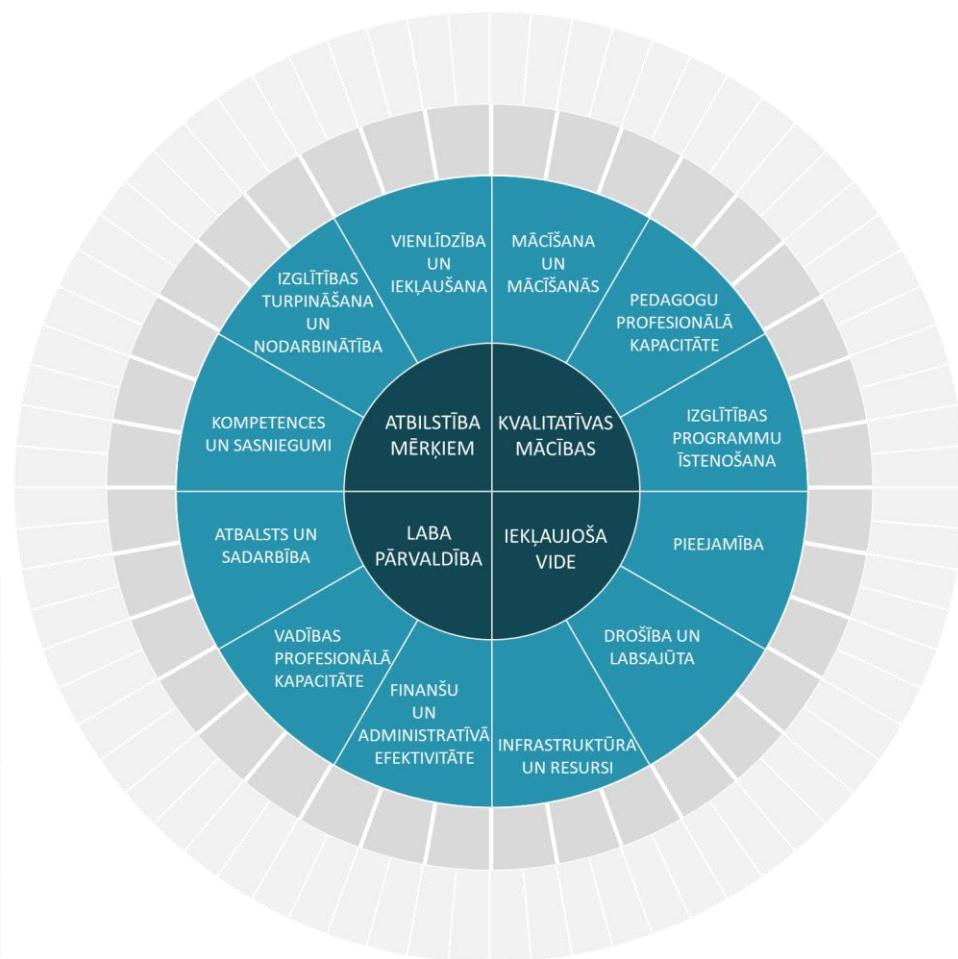 VIENLĪDZĪBA
UN
IEKĻAUŠANA
MĀCĪŠANA
UN
MĀCĪŠANĀS
IZGLĪTĪBAS
TURPINĀŠANA
UN
NODARBINĀTĪBA
PEDAGOGU
PROFESIONĀLĀ
KAPACITĀTE
KOMPETENCES
UN SASNIEGUMI
ATBILSTĪBA
MĒRĶIEM
KVALITATĪVAS
MĀCĪBAS
IZGLĪTĪBAS
PROGRAMMU
ĪSTENOŠANA
ATBALSTS UN
SADARBĪBA
LABA
PĀRVALDĪBA
IEKĻAUJOŠA
VIDE
PIEEJAMĪBA
VADĪBAS
PROFESIONĀLĀ
KAPACITĀTE
DROŠĪBA UN
LABSAJŪTA
FINANŠU
UN
ADMINISTRATĪVĀ
EFEKTIVITĀTE
INFRASTRUKTŪRA
UN RESURSI